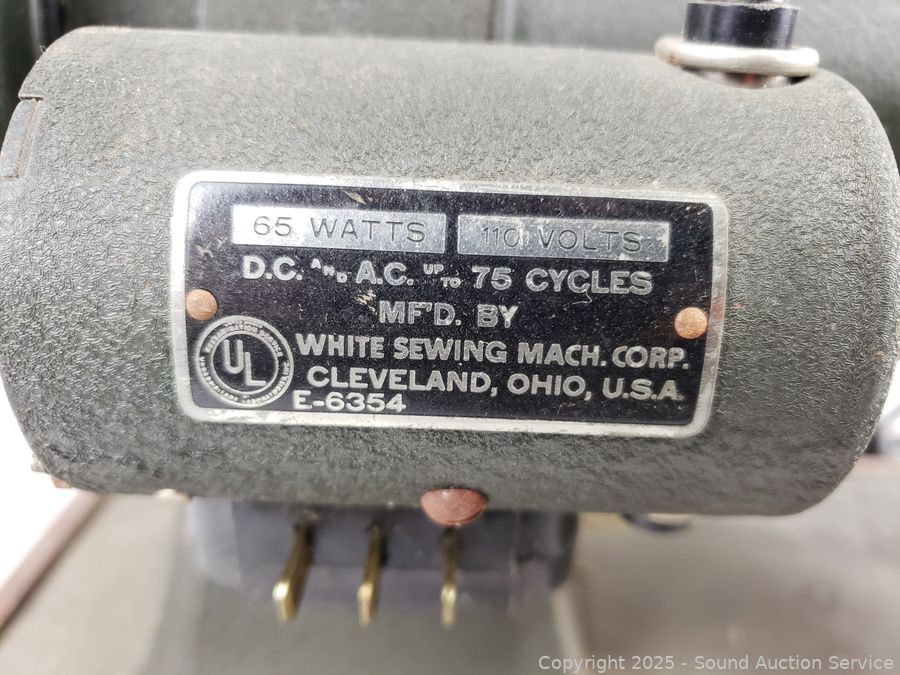 65 WATTS 110 VOLTS
D.C. AND A.C. UP TO 75 CYCLES
MF'D. BY
WHITE SEWING MACH. CORP.
CLEVELAND, OHIO, U.S.A.
E-6354
UL
Copyright 2025 - Sound Auction Service